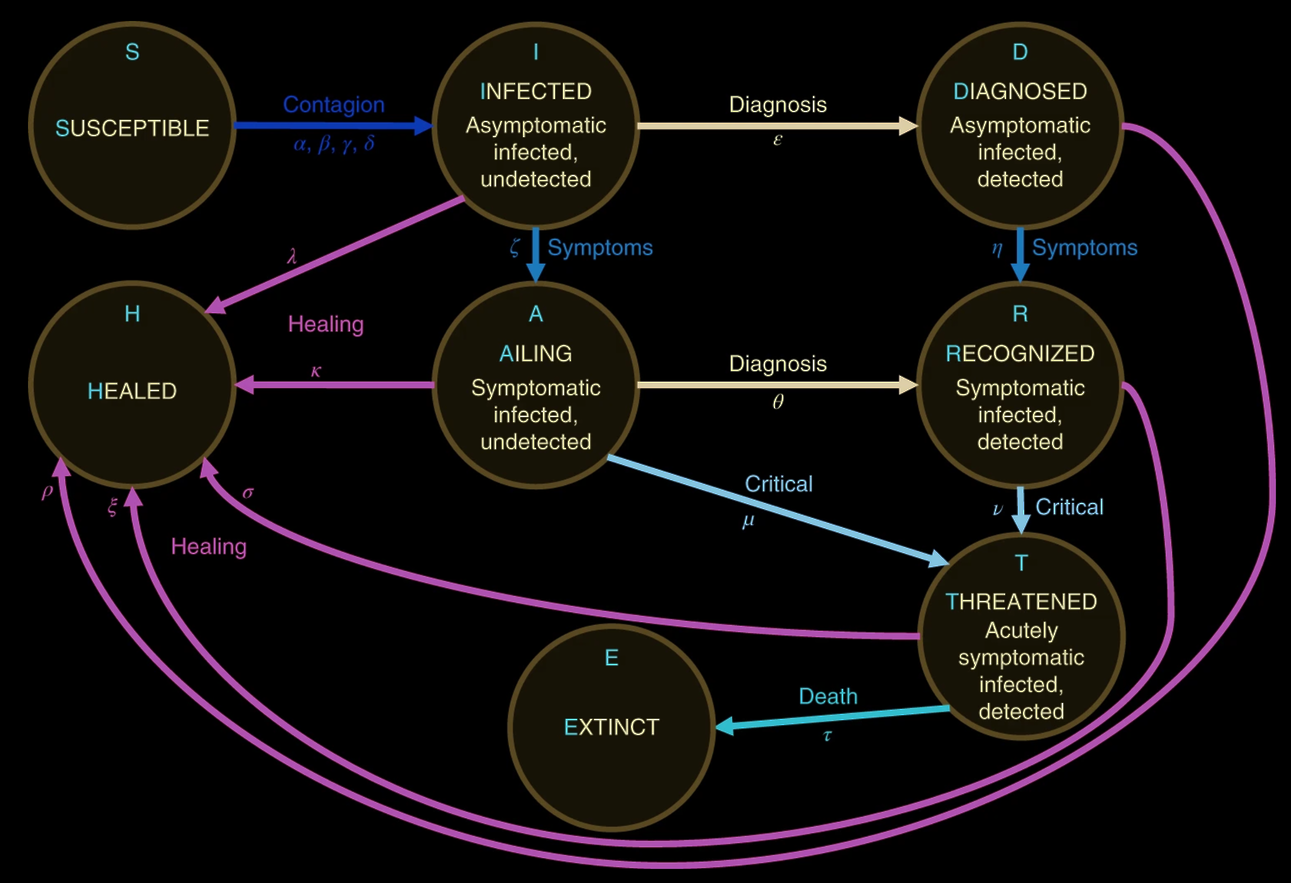 S
SUSCEPTIBLE
Contagion
α, β, γ, δ
I
INFECTED
Asymptomatic
infected,
undetected
Diagnosis
ε
D
DIAGNOSED
Asymptomatic
infected,
detected
λ
Healing
ζ Symptoms
η Symptoms
H
HEALED
κ
A
AILING
Symptomatic
infected,
undetected
Diagnosis
θ
R
RECOGNIZED
Symptomatic
infected,
detected
ρ
ξ
σ
Healing
Critical
μ
ν Critical
T
THREATENED
Acutely
symptomatic
infected,
detected
E
EXTINCT
Death
τ